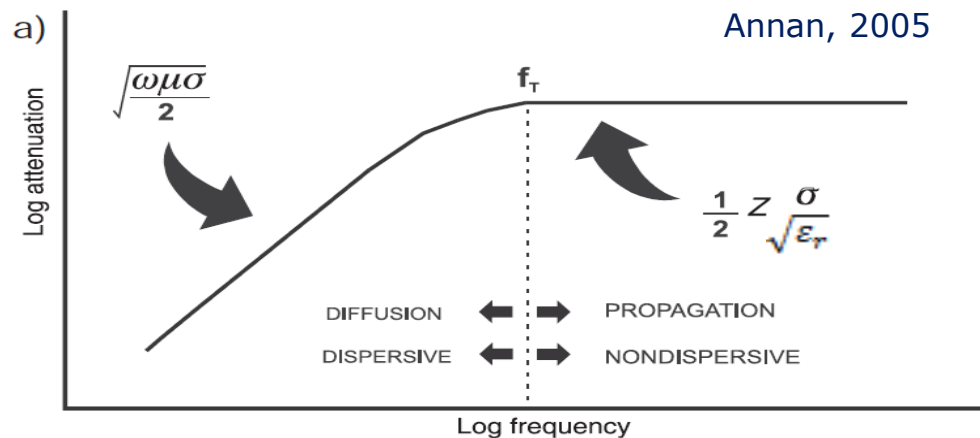 a)
Annan, 2005
√(ωμσ/2)
f_T
Log attenuation
1/2 Z σ/√ε_r
DIFFUSION PROPAGATION
DISPERSIVE NONDISPERSIVE
Log frequency